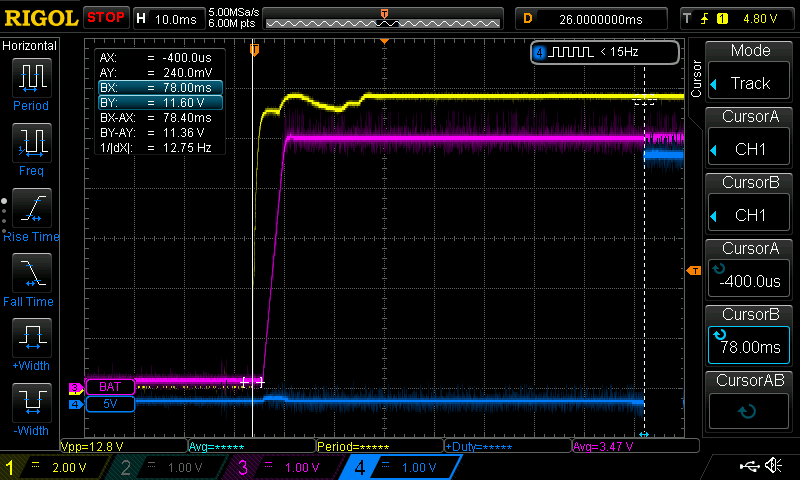 RIGOL STOP H 10.0ms 5.00MSa/s 6.00M pts T D 26.0000000ms T 1 4.80 V
Horizontal
Period
Freq
Rise Time
Fall Time
+Width
-Width
T
AX: = -400.0us
AY: = 240.0mV
BX: = 78.00ms
BY: = 11.60 V
BX-AX: = 78.40ms
BY-AY: = 11.36 V
1/|dX|: = 12.75 Hz
4 < 15Hz
3 BAT
4 5V
T
Cursor
Mode
Track
CursorA
CH1
CursorB
CH1
CursorA
-400.0us
CursorB
78.00ms
CursorAB
Vpp=12.8 V Avg=***** Period=***** +Duty=***** Avg=3.47 V
1 2.00 V 2 1.00 V 3 1.00 V 4 1.00 V